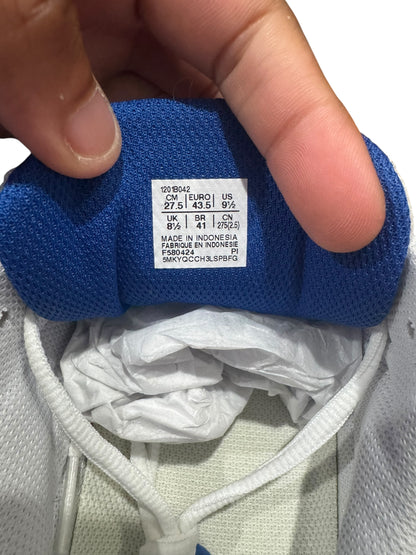 1201B042
CM EURO US
27.5 43.5 9½
UK BR CN
8½ 41 275(2.5)
MADE IN INDONESIA
FABRIQUE EN INDONESIE
F580424 PI
5MKYQCCH3LSPBFG